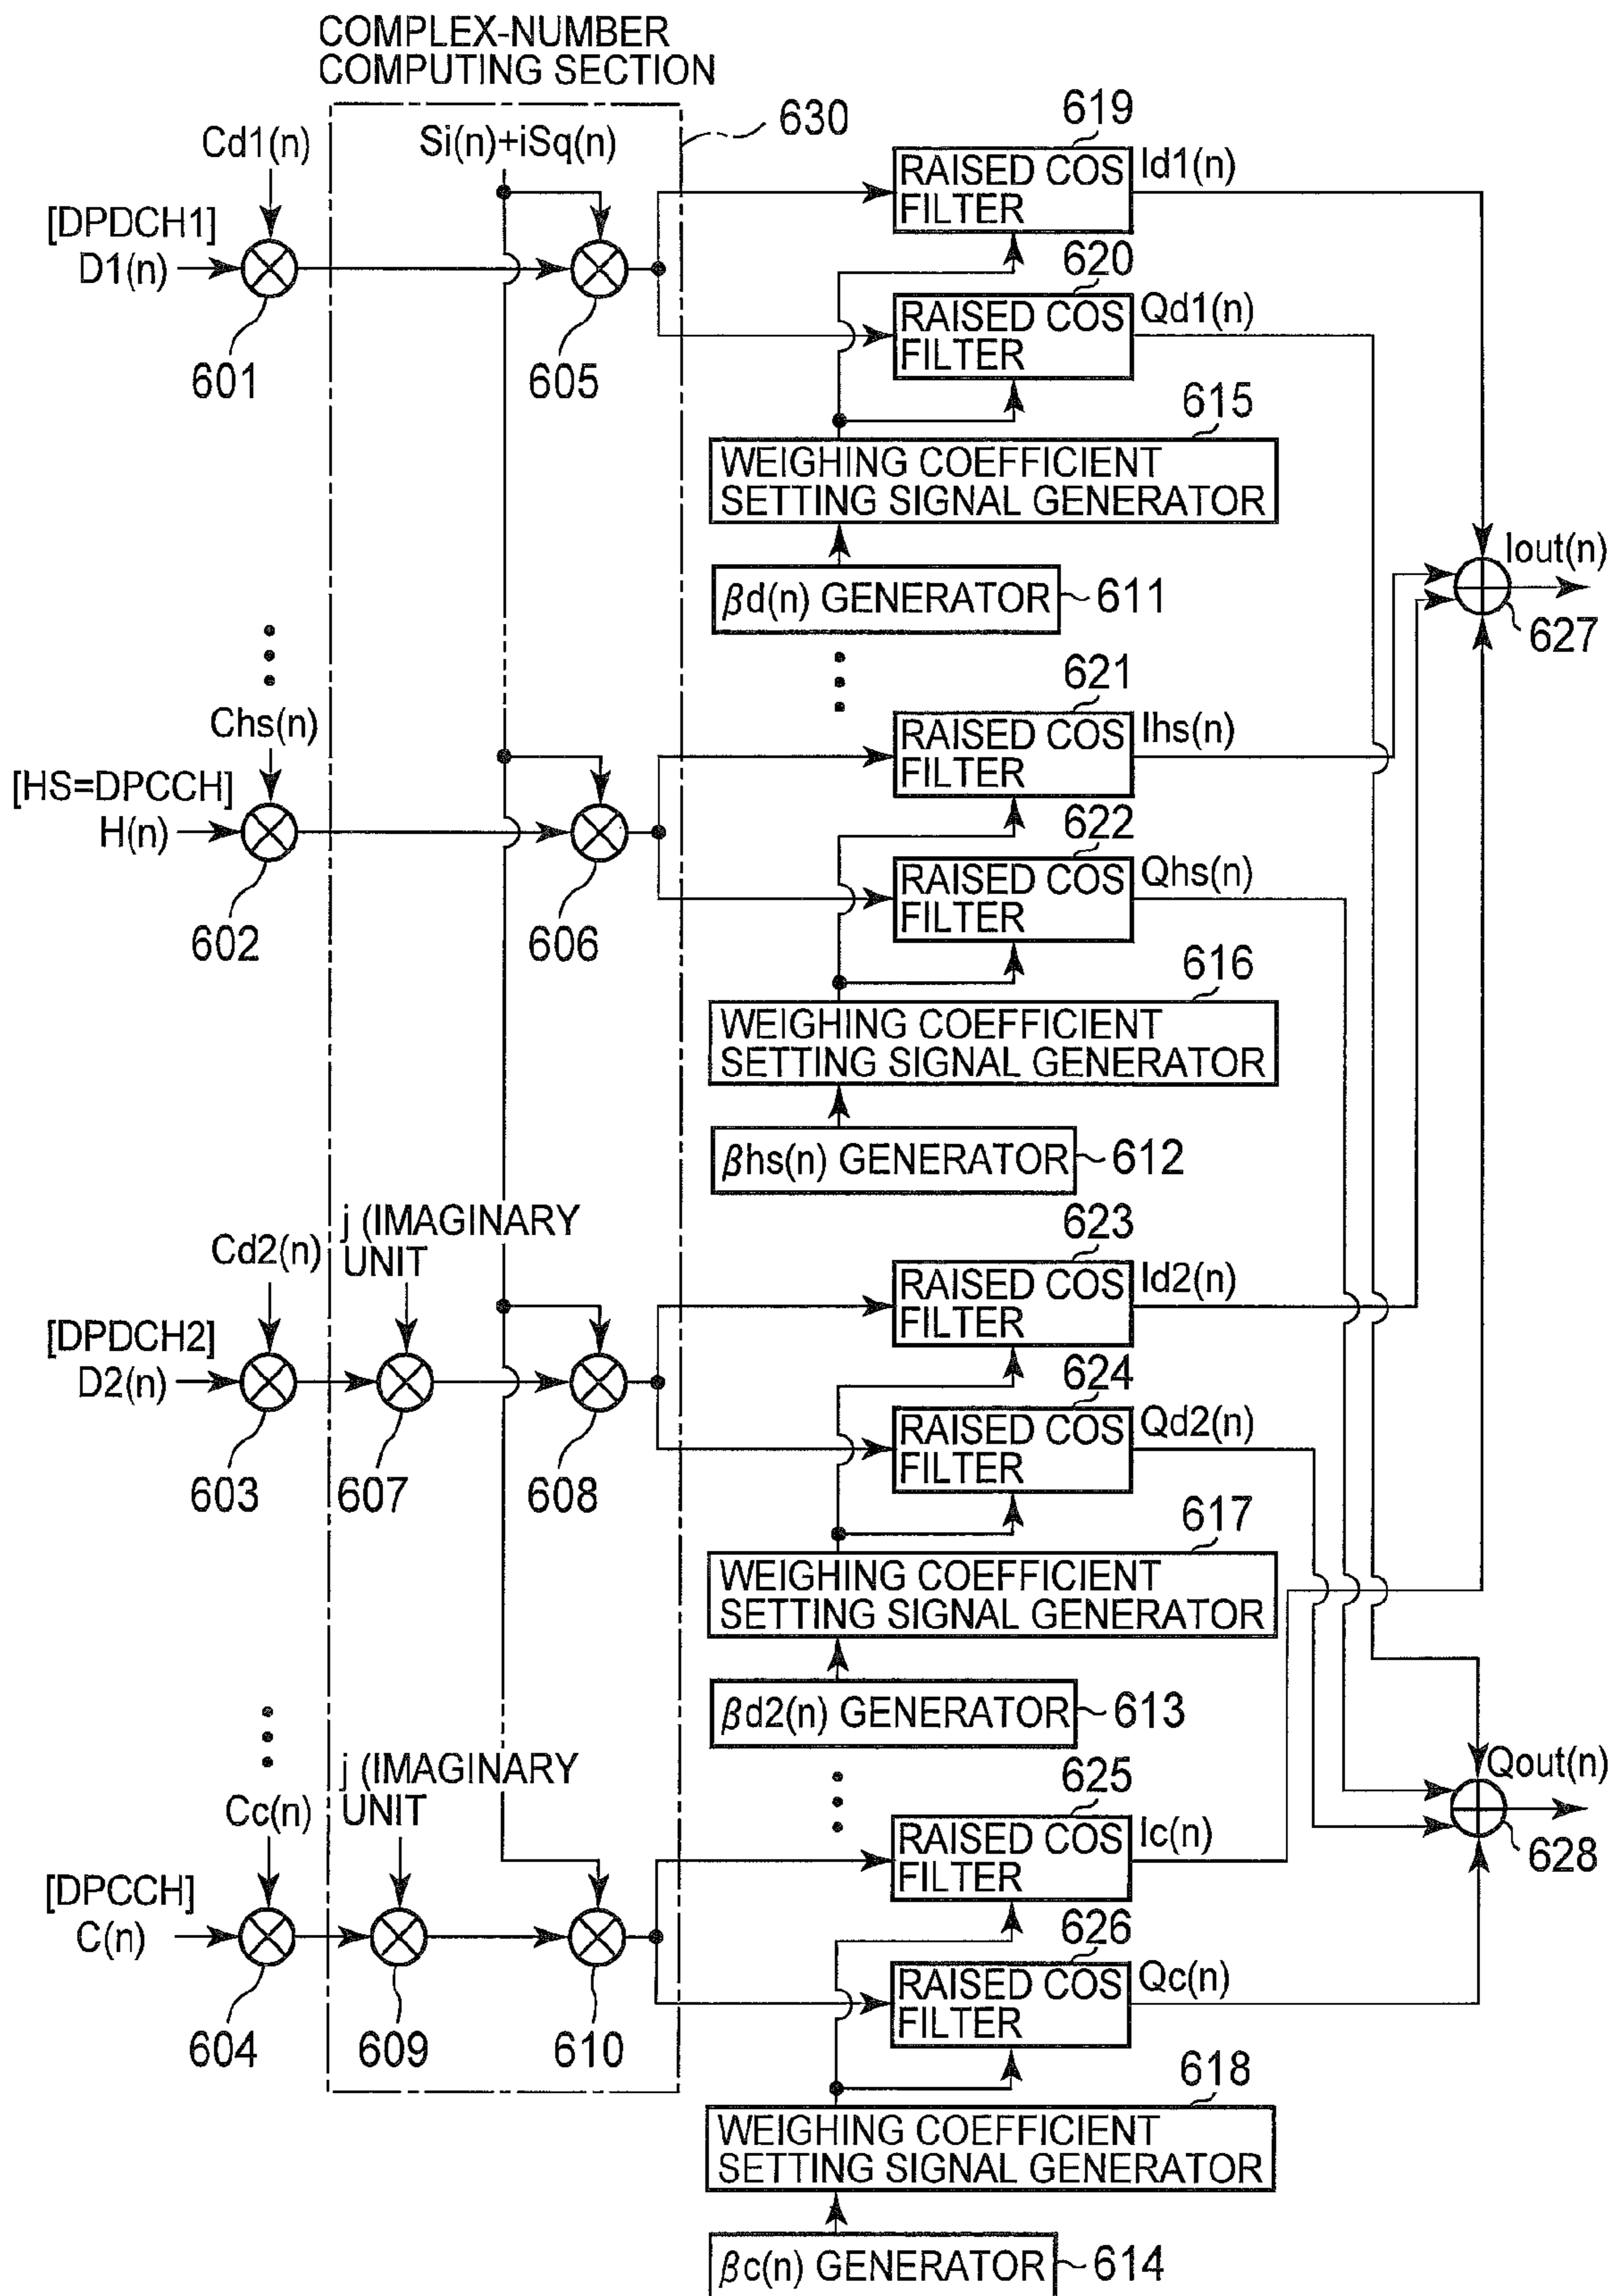 COMPLEX-NUMBER
COMPUTING SECTION
630
Cd1(n)
Si(n)+iSq(n)
619
RAISED COS
FILTER
Id1(n)
[DPDCH1]
D1(n)
601
605
620
RAISED COS
FILTER
Qd1(n)
615
WEIGHING COEFFICIENT
SETTING SIGNAL GENERATOR
βd(n) GENERATOR
611
Iout(n)
627
Chs(n)
621
RAISED COS
FILTER
Ihs(n)
[HS=DPCCH]
H(n)
602
606
622
RAISED COS
FILTER
Qhs(n)
616
WEIGHING COEFFICIENT
SETTING SIGNAL GENERATOR
βhs(n) GENERATOR
612
Cd2(n)
j (IMAGINARY
UNIT
623
RAISED COS
FILTER
Id2(n)
[DPDCH2]
D2(n)
603
607
608
624
RAISED COS
FILTER
Qd2(n)
617
WEIGHING COEFFICIENT
SETTING SIGNAL GENERATOR
βd2(n) GENERATOR
613
Qout(n)
628
Cc(n)
j (IMAGINARY
UNIT
625
RAISED COS
FILTER
Ic(n)
[DPCCH]
C(n)
604
609
610
626
RAISED COS
FILTER
Qc(n)
618
WEIGHING COEFFICIENT
SETTING SIGNAL GENERATOR
βc(n) GENERATOR
614